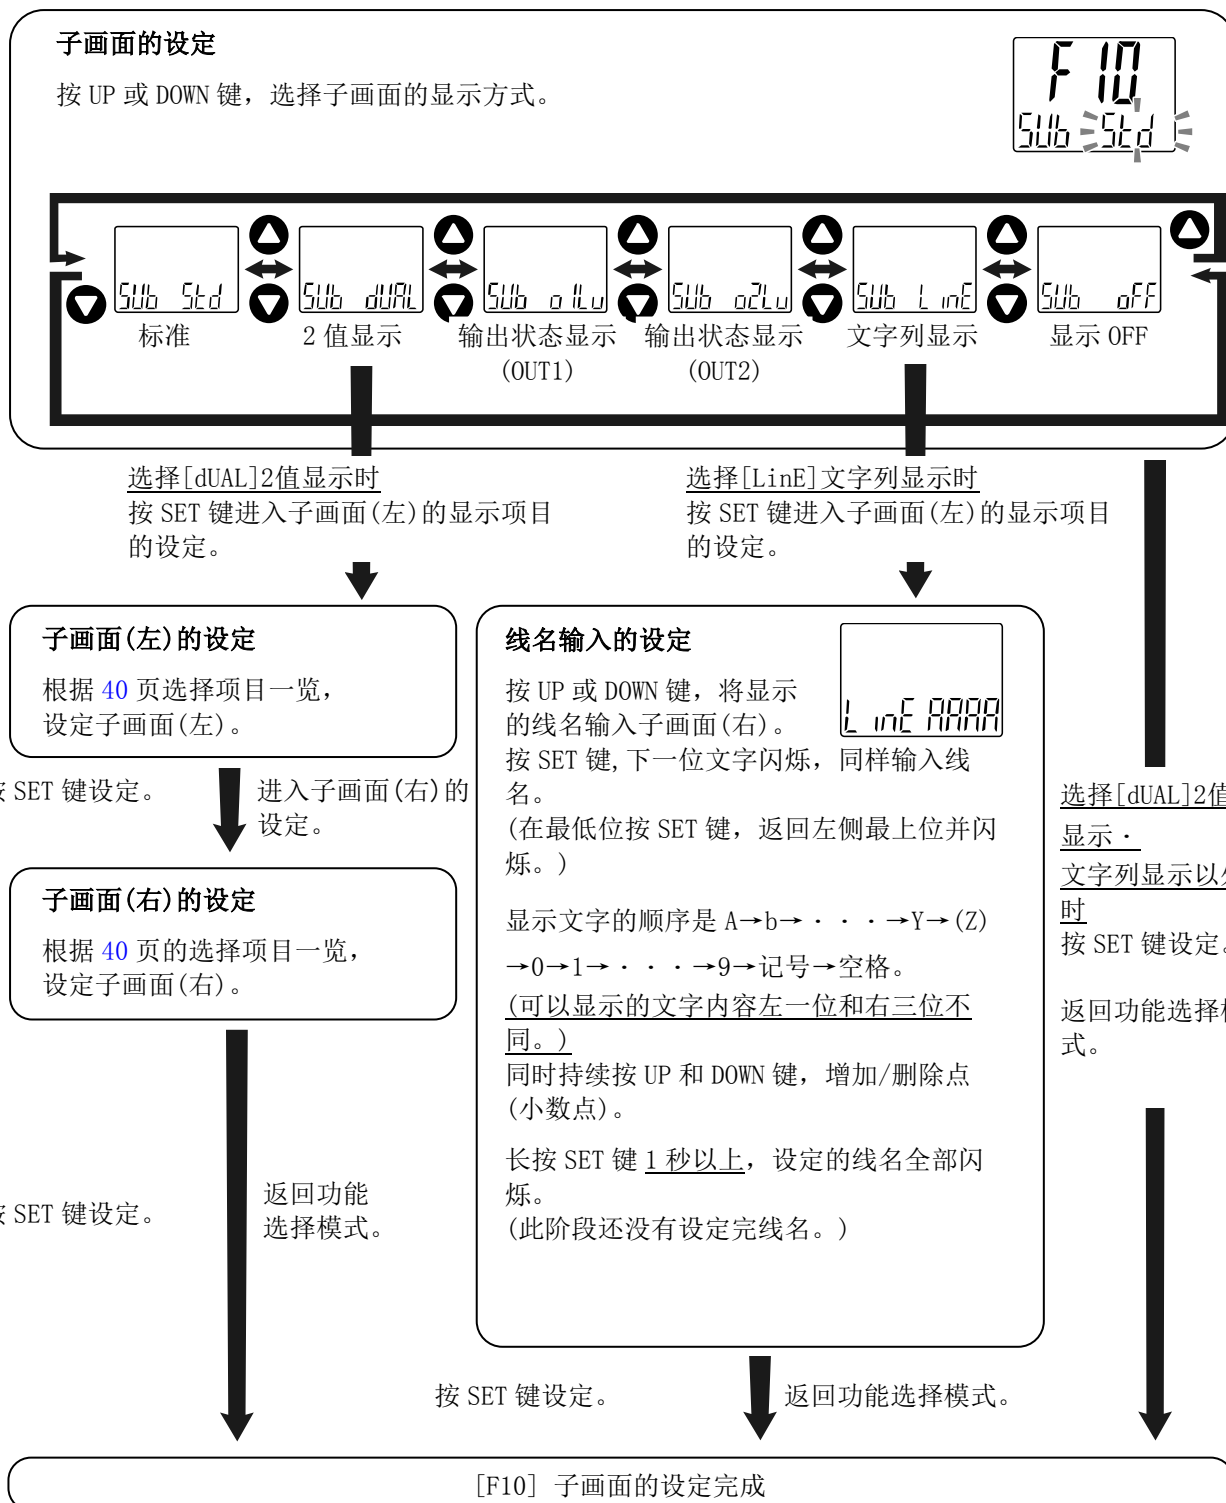 子画面的设定
按 UP 或 DOWN 键，选择子画面的显示方式。
F10
SUb Std
SUb Std
SUb dUAL
SUb o1Lu
SUb o2Lu
SUb LinE
SUb oFF
标准
2 值显示
输出状态显示
(OUT1)
输出状态显示
(OUT2)
文字列显示
显示 OFF
选择[dUAL]2值显示时
按 SET 键进入子画面(左)的显示项目
的设定。
选择[LinE]文字列显示时
按 SET 键进入子画面(左)的显示项目
的设定。
子画面(左)的设定
根据 40 页选择项目一览，
设定子画面(左)。
按 SET 键设定。
进入子画面(右)的
设定。
子画面(右)的设定
根据 40 页的选择项目一览，
设定子画面(右)。
按 SET 键设定。
返回功能
选择模式。
线名输入的设定
LinE AAAA
按 UP 或 DOWN 键，将显示
的线名输入子画面(右)。
按 SET 键,下一位文字闪烁，同样输入线
名。
(在最低位按 SET 键，返回左侧最上位并闪
烁。)
显示文字的顺序是 A→b→・・・→Y→(Z)
→0→1→・・・→9→记号→空格。
(可以显示的文字内容左一位和右三位不
同。)
同时持续按 UP 和 DOWN 键，增加/删除点
(小数点)。
长按 SET 键 1 秒以上，设定的线名全部闪
烁。
(此阶段还没有设定完线名。)
按 SET 键设定。
返回功能选择模式。
选择[dUAL]2值
显示・
文字列显示以外
时
按 SET 键设定。
返回功能选择模
式。
[F10] 子画面的设定完成